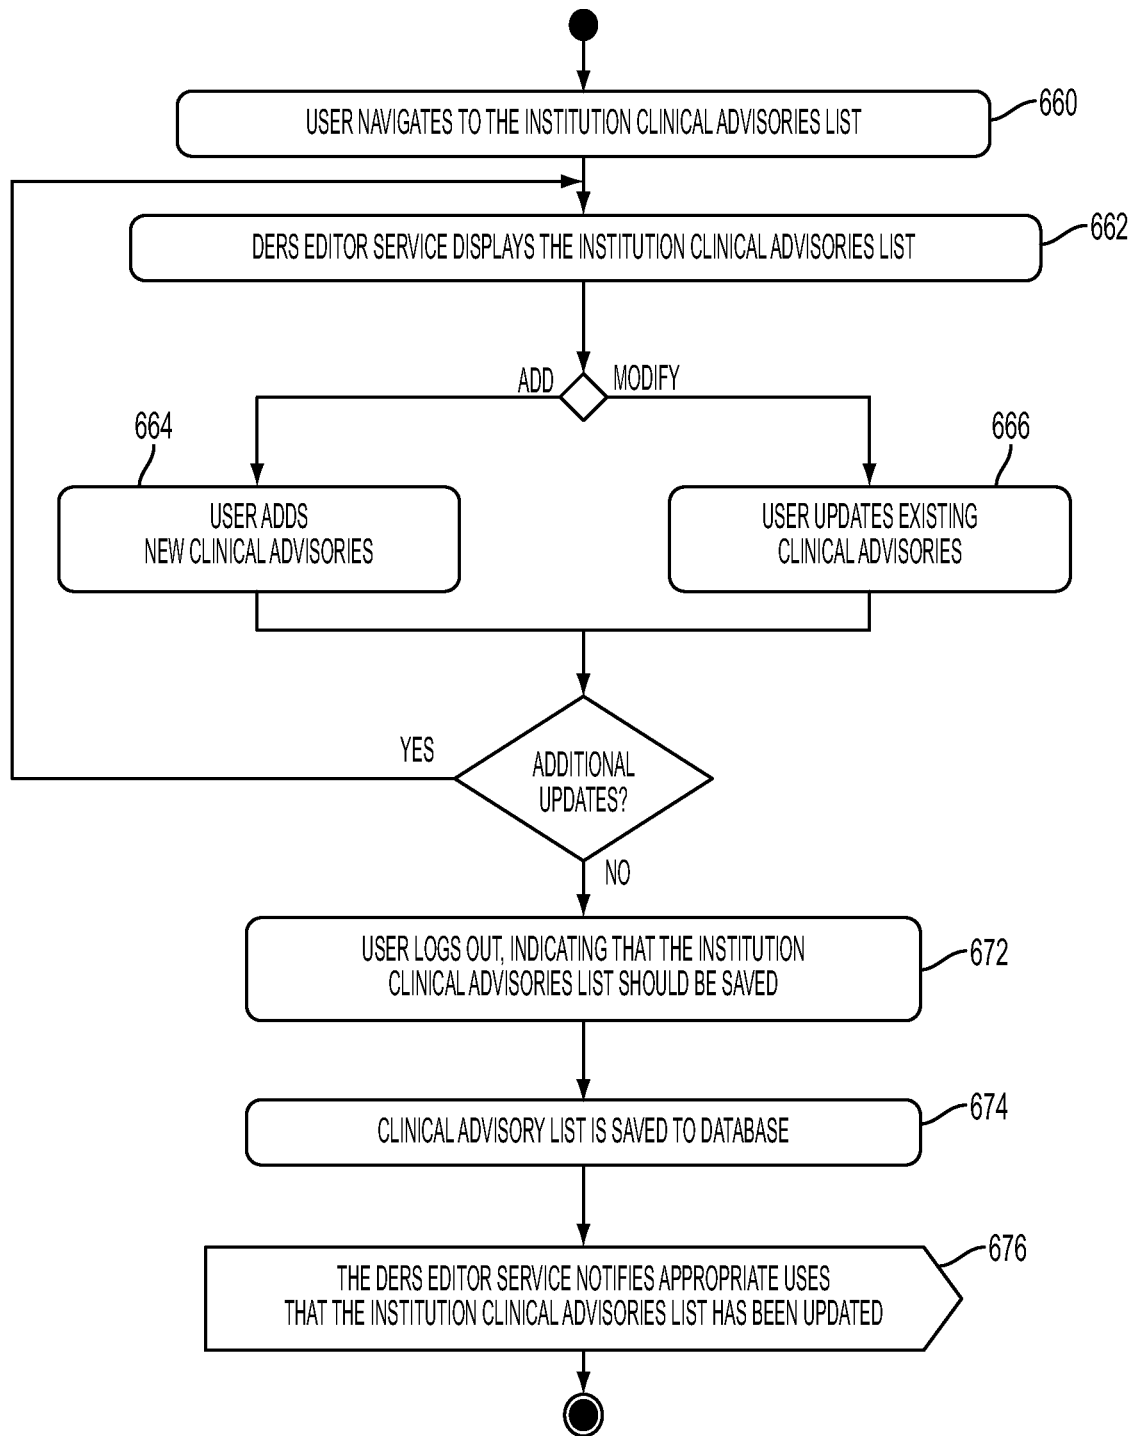 USER NAVIGATES TO THE INSTITUTION CLINICAL ADVISORIES LIST
660
DERS EDITOR SERVICE DISPLAYS THE INSTITUTION CLINICAL ADVISORIES LIST
662
ADD
MODIFY
664
666
USER ADDS
NEW CLINICAL ADVISORIES
USER UPDATES EXISTING
CLINICAL ADVISORIES
YES
ADDITIONAL
UPDATES?
NO
USER LOGS OUT, INDICATING THAT THE INSTITUTION
CLINICAL ADVISORIES LIST SHOULD BE SAVED
672
CLINICAL ADVISORY LIST IS SAVED TO DATABASE
674
THE DERS EDITOR SERVICE NOTIFIES APPROPRIATE USES
THAT THE INSTITUTION CLINICAL ADVISORIES LIST HAS BEEN UPDATED
676